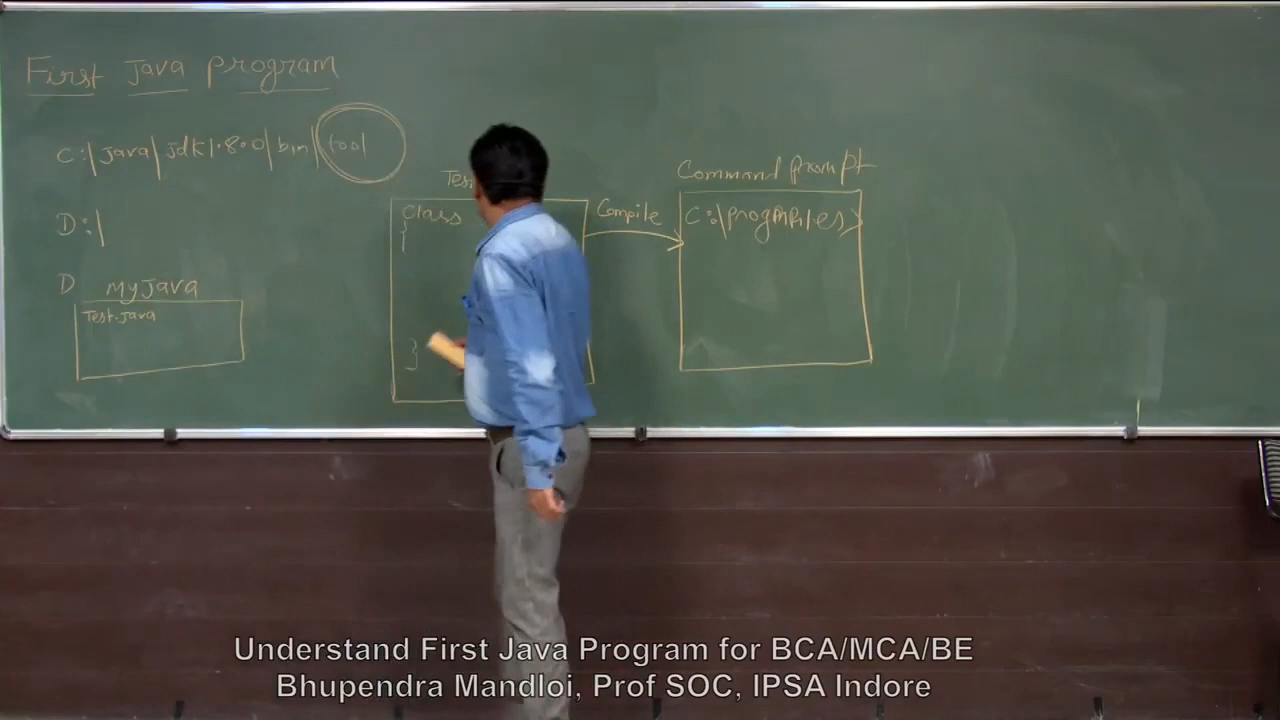 First Java program
C:\Java\Jdk1.8.0\bin\tool
D:\
D myJava
Test.java
Class
{
}
Compile
Command prompt
Understand First Java Program for BCA/MCA/BE
Bhupendra Mandloi, Prof SOC, IPSA Indore